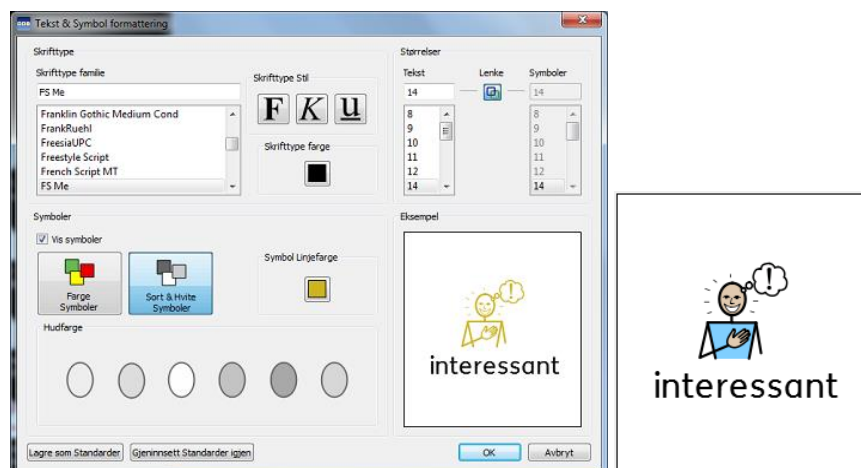 Tekst & Symbol formattering
Skrifttype
Størrelser
Skrifttype familie
Skrifttype Stil
Tekst
Lenke
Symboler
FS Me
14
14
F K u
Franklin Gothic Medium Cond
FrankRuehl
FreesiaUPC
Freestyle Script
French Script MT
FS Me
Skrifttype farge
8
9
10
11
12
14
8
9
10
11
12
14
Symboler
Eksempel
Vis symboler
Symbol Linjefarge
Farge
Symboler
Sort & Hvite
Symboler
Hudfarge
!
interessant
!
interessant
Lagre som Standarder
Gjeninnsett Standarder igjen
OK
Avbryt